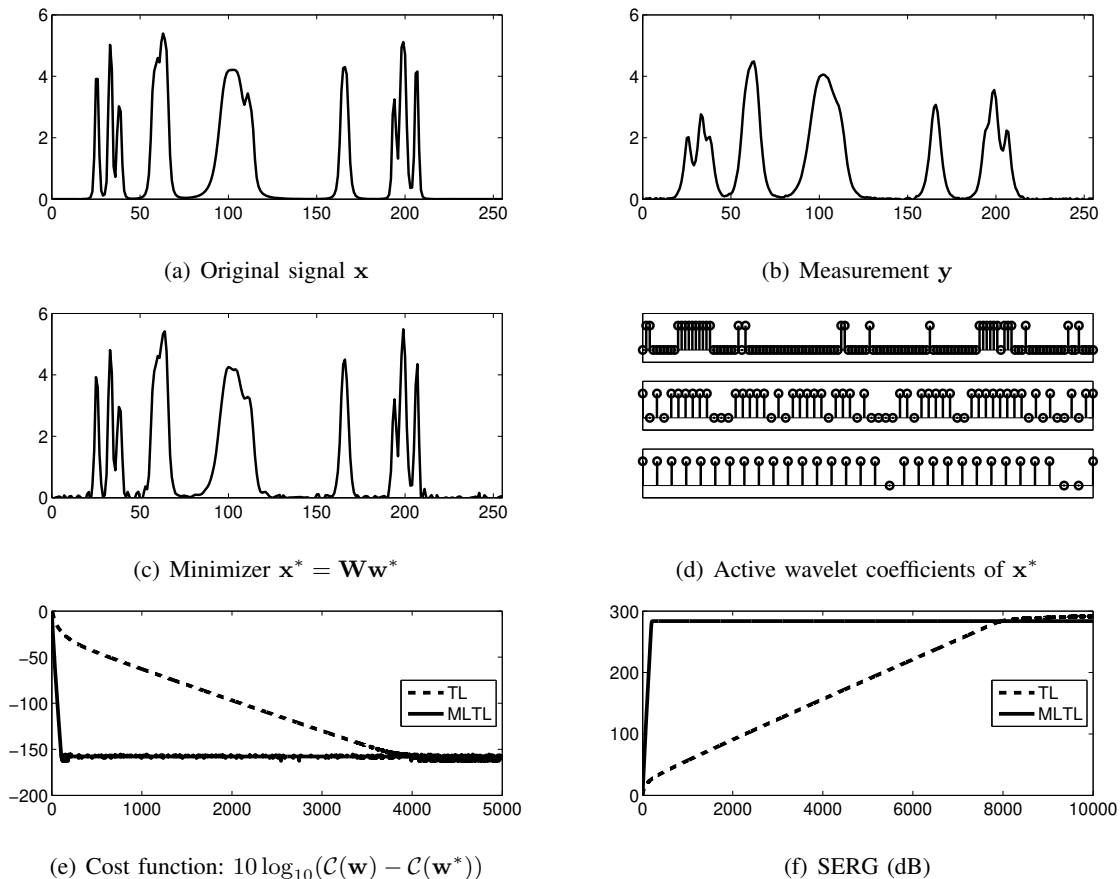 6
4
2
0
0 50 100 150 200 250
(a) Original signal x
6
4
2
0
0 50 100 150 200 250
(b) Measurement y
6
4
2
0
0 50 100 150 200 250
(c) Minimizer x* = Ww*
(d) Active wavelet coefficients of x*
0
−50
−100
−150
−200
0 1000 2000 3000 4000 5000
TL
MLTL
(e) Cost function: 10 log₁₀(C(w) − C(w*))
300
200
100
0
0 2000 4000 6000 8000 10000
TL
MLTL
(f) SERG (dB)